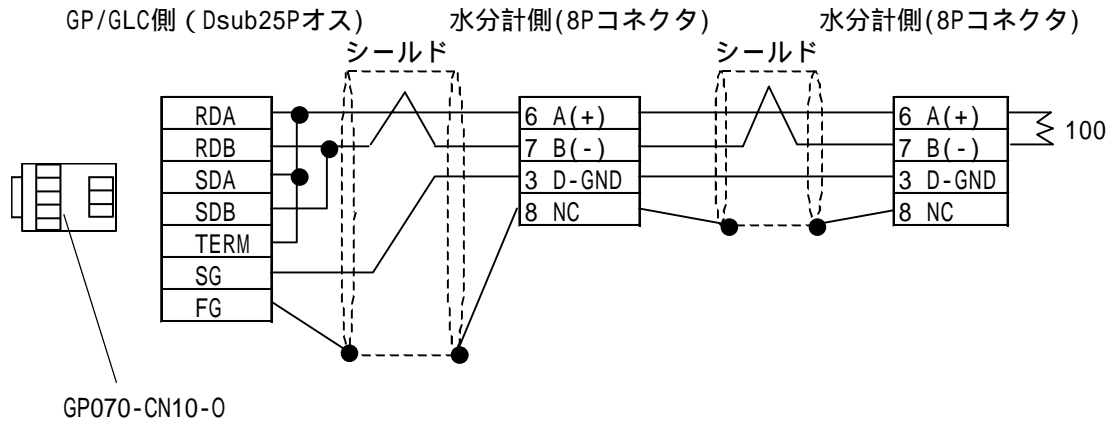 GP/GLC側 ( Dsub25Pオス)
水分計側(8Pコネクタ)
水分計側(8Pコネクタ)
シールド
シールド
RDA
RDB
SDA
SDB
TERM
SG
FG
6 A(+)
7 B(-)
3 D-GND
8 NC
6 A(+)
7 B(-)
3 D-GND
8 NC
100
GP070-CN10-O